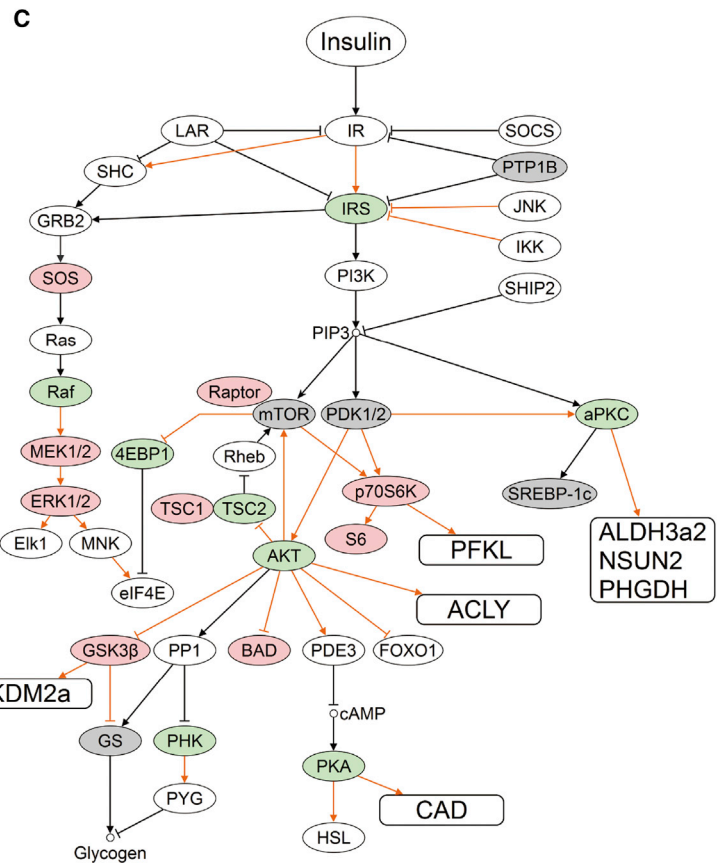 C
Insulin
LAR
IR
SOCS
SHC
PTP1B
GRB2
IRS
JNK
IKK
SOS
PI3K
SHIP2
Ras
PIP3
Raf
Raptor
mTOR
PDK1/2
aPKC
MEK1/2
4EBP1
Rheb
ERK1/2
TSC1
TSC2
p70S6K
SREBP-1c
Elk1
MNK
S6
PFKL
ALDH3a2
NSUN2
PHGDH
AKT
eIF4E
ACLY
GSK3β
PP1
BAD
PDE3
FOXO1
KDM2a
cAMP
GS
PHK
PKA
PYG
CAD
HSL
Glycogen